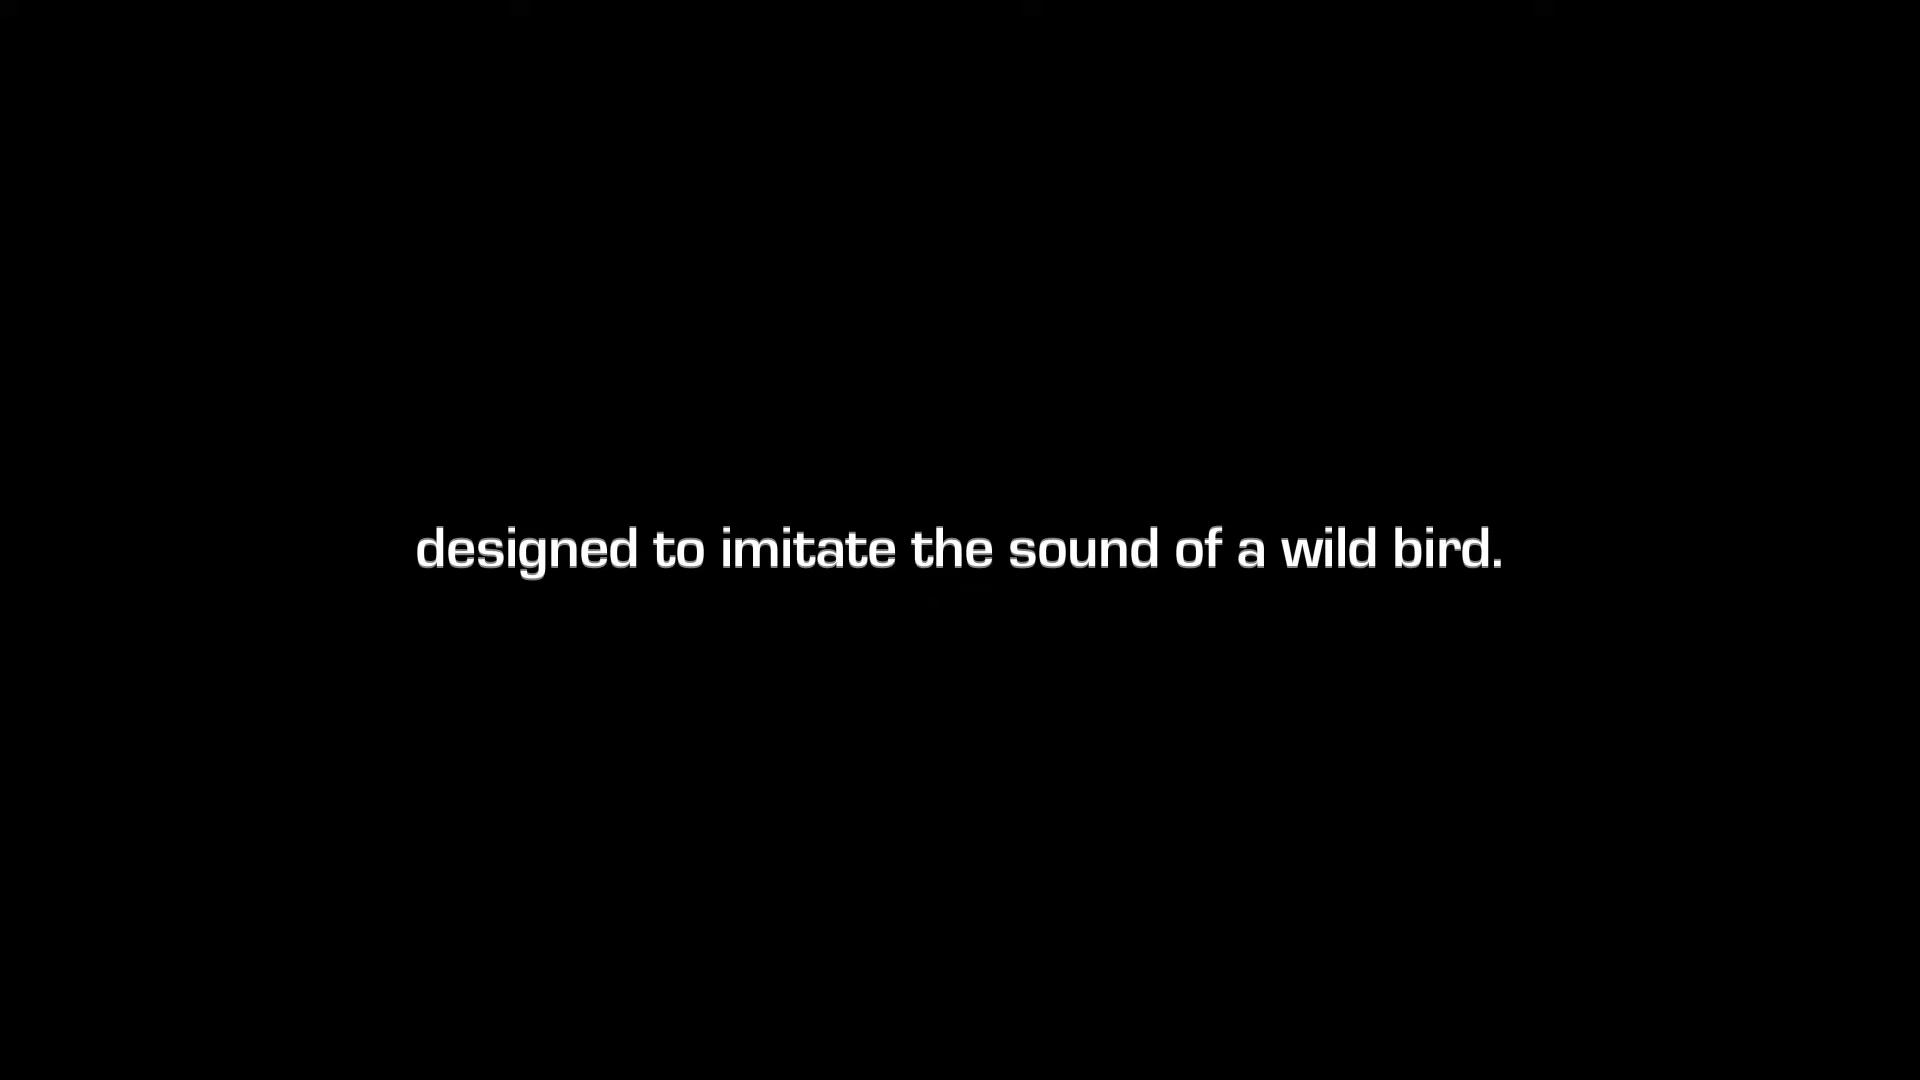 designed to imitate the sound of a wild bird.